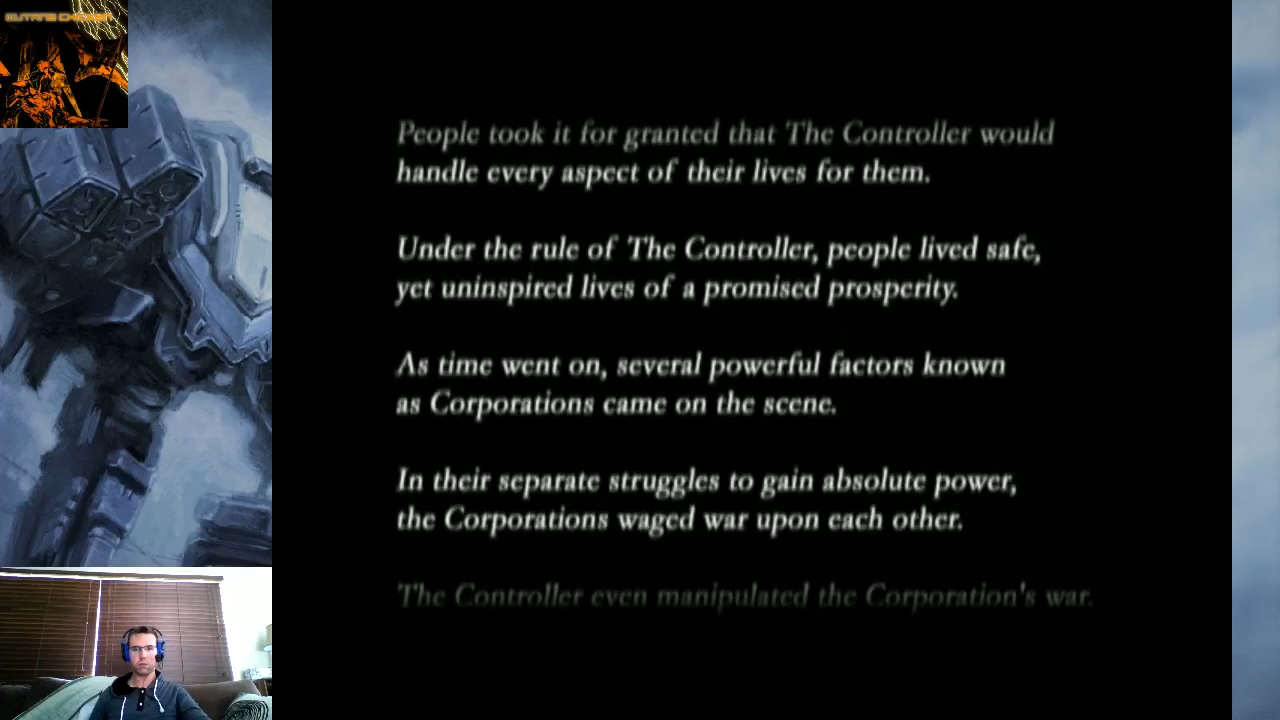 MUTANT CHICKEN
People took it for granted that The Controller would
handle every aspect of their lives for them.
Under the rule of The Controller, people lived safe,
yet uninspired lives of a promised prosperity.
As time went on, several powerful factors known
as Corporations came on the scene.
In their separate struggles to gain absolute power,
the Corporations waged war upon each other.
The Controller even manipulated the Corporation's war.